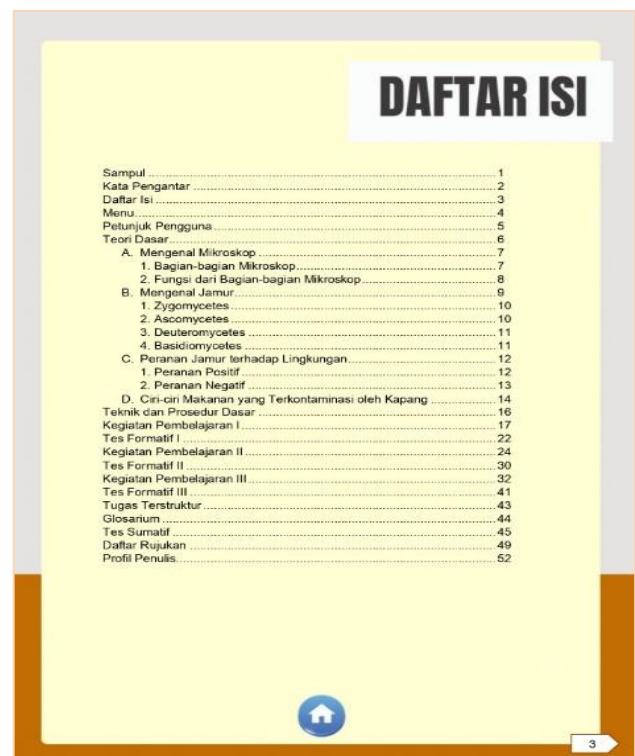 DAFTAR ISI
Sampul 1
Kata Pengantar 2
Daftar Isi 3
Menu 4
Petunjuk Pengguna 5
Teori Dasar 6
A. Mengenal Mikroskop 7
1. Bagian-bagian Mikroskop 7
2. Fungsi dari Bagian-bagian Mikroskop 8
B. Mengenal Jamur 9
1. Zygomycetes 10
2. Ascomycetes 10
3. Deuteromycetes 11
4. Basidiomycetes 11
C. Peranan Jamur terhadap Lingkungan 12
1. Peranan Positif 12
2. Peranan Negatif 13
D. Ciri-ciri Makanan yang Terkontaminasi oleh Kapang 14
Teknik dan Prosedur Dasar 16
Kegiatan Pembelajaran I 17
Tes Formatif I 22
Kegiatan Pembelajaran II 24
Tes Formatif II 30
Kegiatan Pembelajaran III 32
Tes Formatif III 41
Tugas Terstruktur 43
Glosarium 44
Tes Sumatif 45
Daftar Rujukan 49
Profil Penulis 52
3